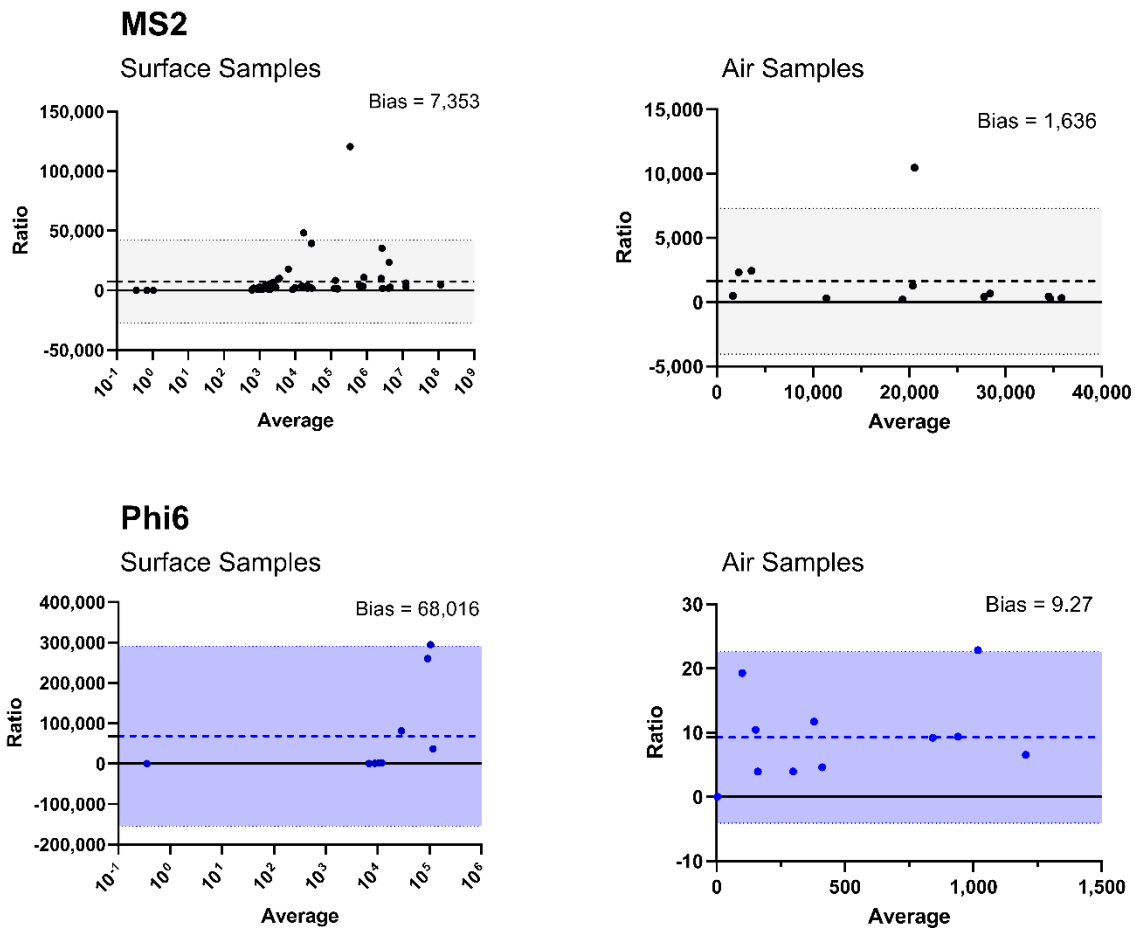 MS2
Surface Samples
Bias = 7,353
150,000
100,000
50,000
0
-50,000
Ratio
10-1
100
101
102
103
104
105
106
107
108
109
Average
Air Samples
Bias = 1,636
15,000
10,000
5,000
0
-5,000
Ratio
0
10,000
20,000
30,000
40,000
Average
Phi6
Surface Samples
Bias = 68,016
400,000
300,000
200,000
100,000
0
-100,000
-200,000
Ratio
10-1
100
101
102
103
104
105
106
Average
Air Samples
Bias = 9.27
30
20
10
0
-10
Ratio
0
500
1,000
1,500
Average